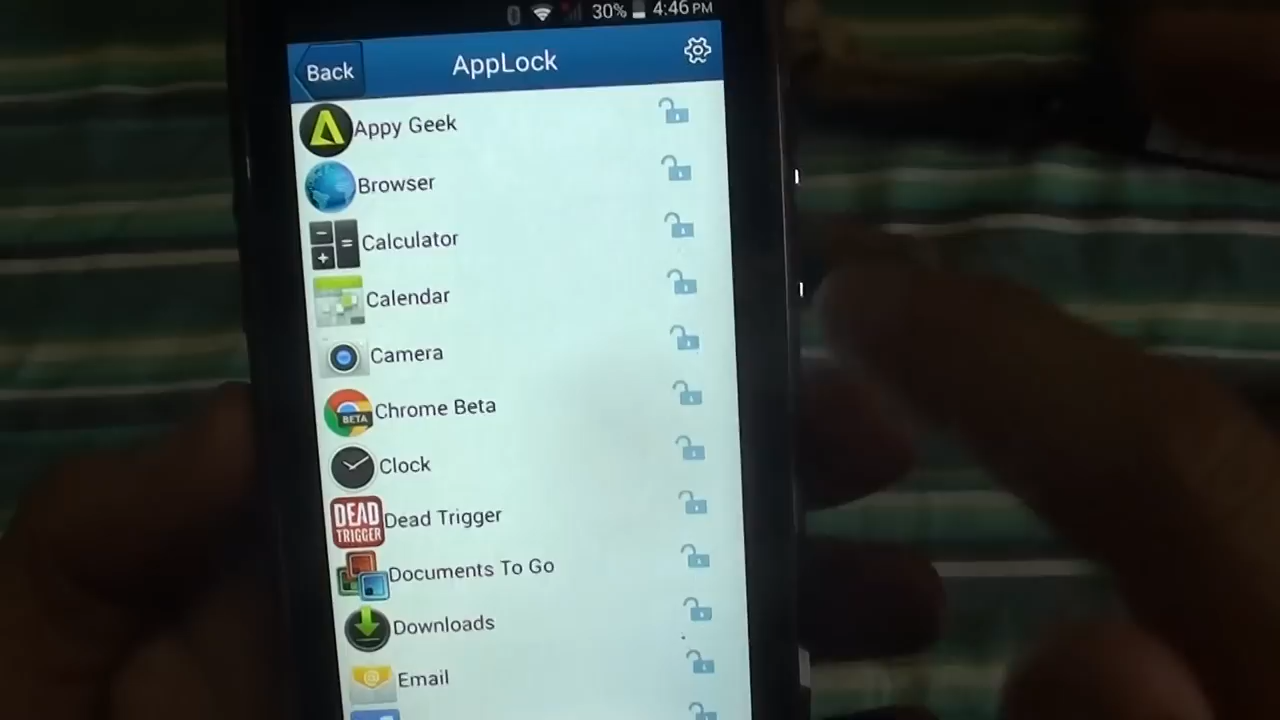 30% 4:46 PM
Back
AppLock
Appy Geek
Browser
Calculator
Calendar
Camera
BETA Chrome Beta
Clock
DEAD TRIGGER Dead Trigger
Documents To Go
Downloads
@ Email